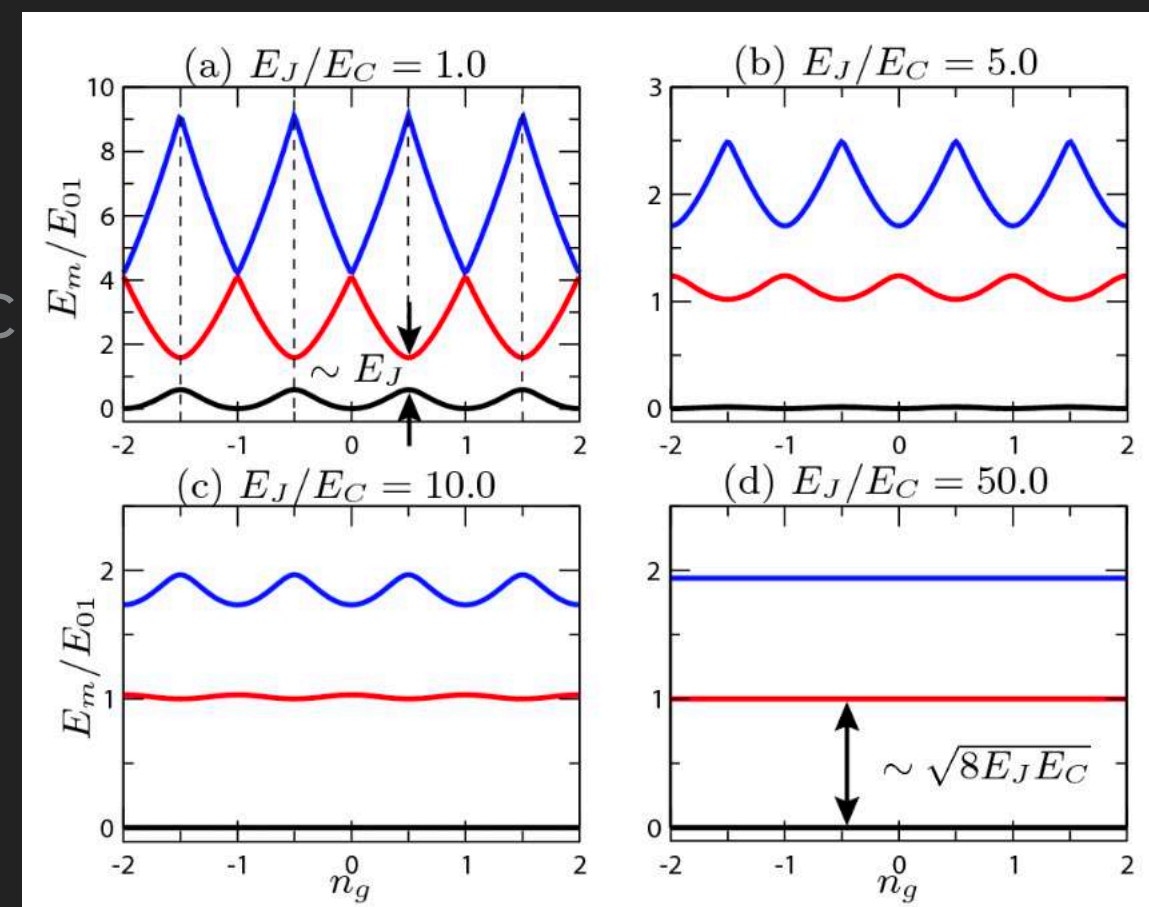 (a) E_J/E_C = 1.0
10
8
6
4
2
0
E_m/E_01
∼ E_J
-2 -1 0 1 2
(b) E_J/E_C = 5.0
3
2
1
0
-2 -1 0 1 2
(c) E_J/E_C = 10.0
2
1
0
E_m/E_01
-2 -1 0 1 2
n_g
(d) E_J/E_C = 50.0
2
1
0
∼ √8E_JE_C
-2 -1 0 1 2
n_g